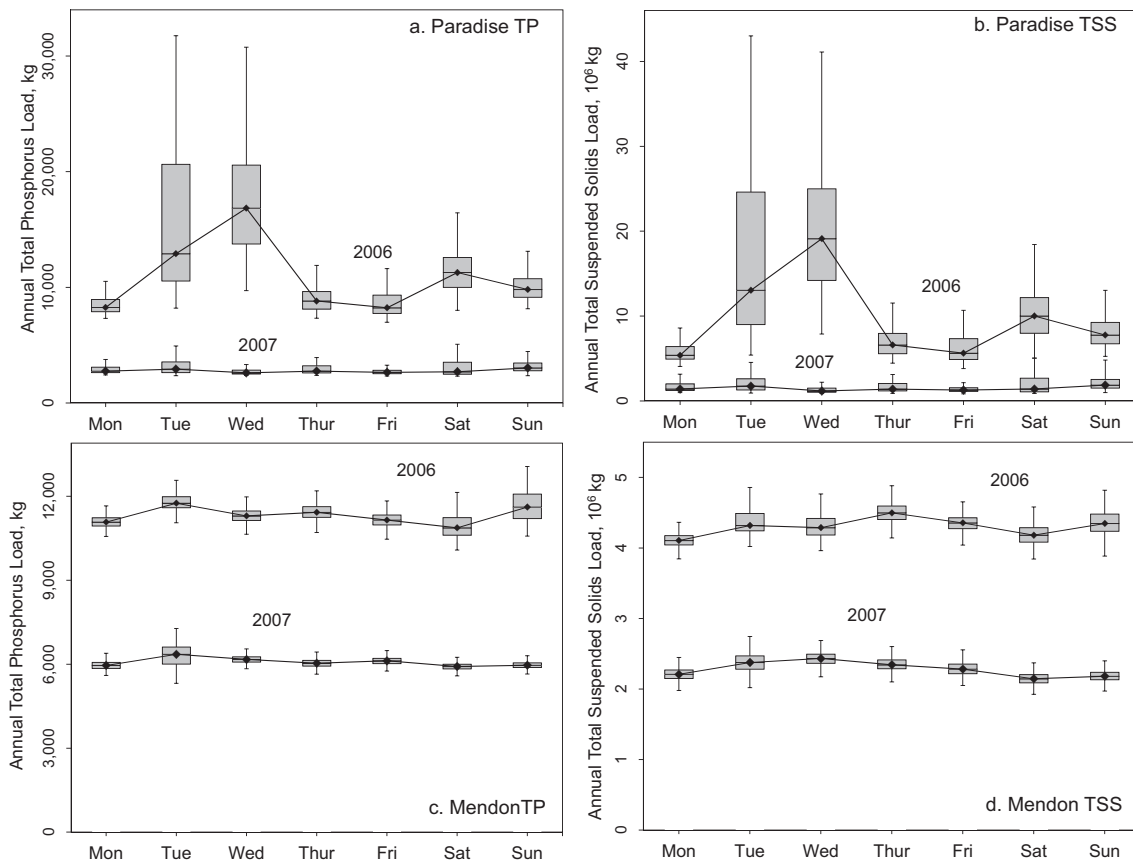 a. Paradise TP
Annual Total Phosphorus Load, kg
30,000
20,000
10,000
0
2006
2007
Mon Tue Wed Thur Fri Sat Sun
b. Paradise TSS
Annual Total Suspended Solids Load, 10⁶ kg
40
30
20
10
0
2006
2007
Mon Tue Wed Thur Fri Sat Sun
Annual Total Phosphorus Load, kg
12,000
9,000
6,000
3,000
0
2006
2007
c. MendonTP
Mon Tue Wed Thur Fri Sat Sun
Annual Total Suspended Solids Load, 10⁶ kg
5
4
3
2
1
0
2006
2007
d. Mendon TSS
Mon Tue Wed Thur Fri Sat Sun